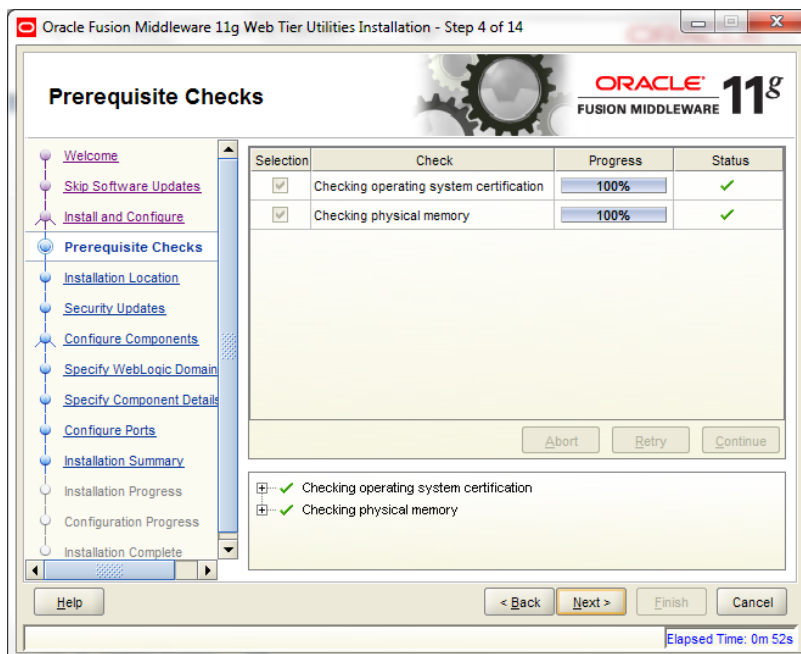 Oracle Fusion Middleware 11g Web Tier Utilities Installation - Step 4 of 14
Prerequisite Checks
ORACLE
FUSION MIDDLEWARE 11g
Welcome
Skip Software Updates
Install and Configure
Prerequisite Checks
Installation Location
Security Updates
Configure Components
Specify WebLogic Domain
Specify Component Details
Configure Ports
Installation Summary
Installation Progress
Configuration Progress
Installation Complete
Selection Check Progress Status
Checking operating system certification 100%
Checking physical memory 100%
Abort Retry Continue
Checking operating system certification
Checking physical memory
Help < Back Next > Finish Cancel
Elapsed Time: 0m 52s